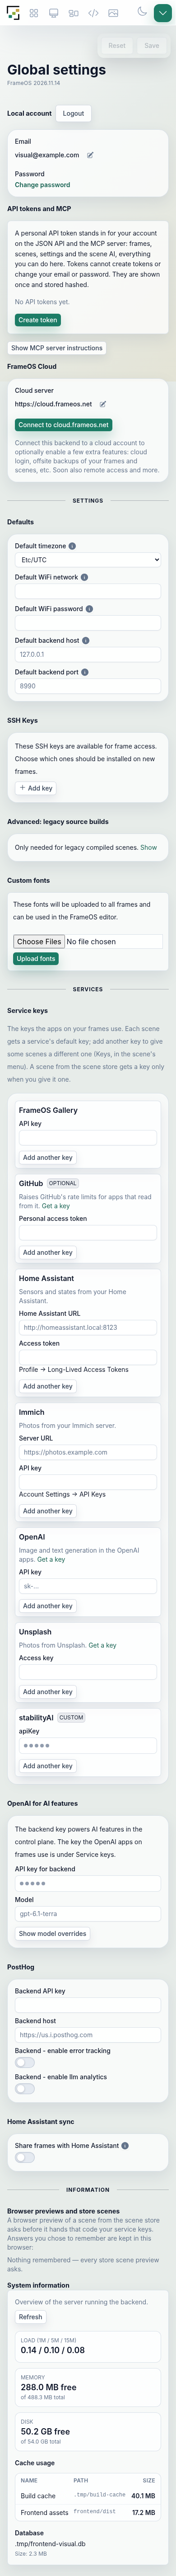 Reset Save
Global settings
FrameOS 2026.11.14
Local account Logout
Email
visual@example.com
Password
Change password
API tokens and MCP
A personal API token stands in for your account
on the JSON API and the MCP server: frames,
scenes, settings and the scene AI, everything
you can do here. Tokens cannot create tokens or
change your email or password. They are shown
once and stored hashed.
No API tokens yet.
Create token
Show MCP server instructions
FrameOS Cloud
Cloud server
https://cloud.frameos.net
Connect to cloud.frameos.net
Connect this backend to a cloud account to
optionally enable a few extra features: cloud
login, offsite backups of your frames and
scenes, etc. Soon also remote access and more.
SETTINGS
Defaults
Default timezone
Etc/UTC
Default WiFi network
Default WiFi password
Default backend host
127.0.0.1
Default backend port
8990
SSH Keys
These SSH keys are available for frame access.
Choose which ones should be installed on new
frames.
+ Add key
Advanced: legacy source builds
Only needed for legacy compiled scenes. Show
Custom fonts
These fonts will be uploaded to all frames and
can be used in the FrameOS editor.
Choose Files No file chosen
Upload fonts
SERVICES
Service keys
The keys the apps on your frames use. Each scene
gets a service's default key; add another key to
give some scenes a different one (Keys, in the scene's
menu). A scene from the scene store gets a key only
when you give it one.
FrameOS Gallery
API key
Add another key
GitHub OPTIONAL
Raises GitHub's rate limits for apps that read
from it. Get a key
Personal access token
Add another key
Home Assistant
Sensors and states from your Home
Assistant.
Home Assistant URL
http://homeassistant.local:8123
Access token
Profile → Long-Lived Access Tokens
Add another key
Immich
Photos from your Immich server.
Server URL
https://photos.example.com
API key
Account Settings → API Keys
Add another key
OpenAI
Image and text generation in the OpenAI
apps. Get a key
API key
sk-...
Add another key
Unsplash
Photos from Unsplash. Get a key
Access key
Add another key
stabilityAI CUSTOM
apiKey
●●●●●
Add another key
OpenAI for AI features
The backend key powers AI features in the
control plane. The key the OpenAI apps on
frames use is under Service keys.
API key for backend
●●●●●
Model
gpt-6.1-terra
Show model overrides
PostHog
Backend API key
Backend host
https://us.i.posthog.com
Backend - enable error tracking
Backend - enable llm analytics
Home Assistant sync
Share frames with Home Assistant
INFORMATION
Browser previews and store scenes
A browser preview of a scene from the scene store
asks before it hands that code your service keys.
Answers you chose to remember are kept in this
browser:
Nothing remembered — every store scene preview
asks.
System information
Overview of the server running the backend.
Refresh
LOAD (1M / 5M / 15M)
0.14 / 0.10 / 0.08
MEMORY
288.0 MB free
of 488.3 MB total
DISK
50.2 GB free
of 54.0 GB total
Cache usage
NAME PATH SIZE
Build cache .tmp/build-cache 40.1 MB
Frontend assets frontend/dist 17.2 MB
Database
.tmp/frontend-visual.db
Size: 2.3 MB